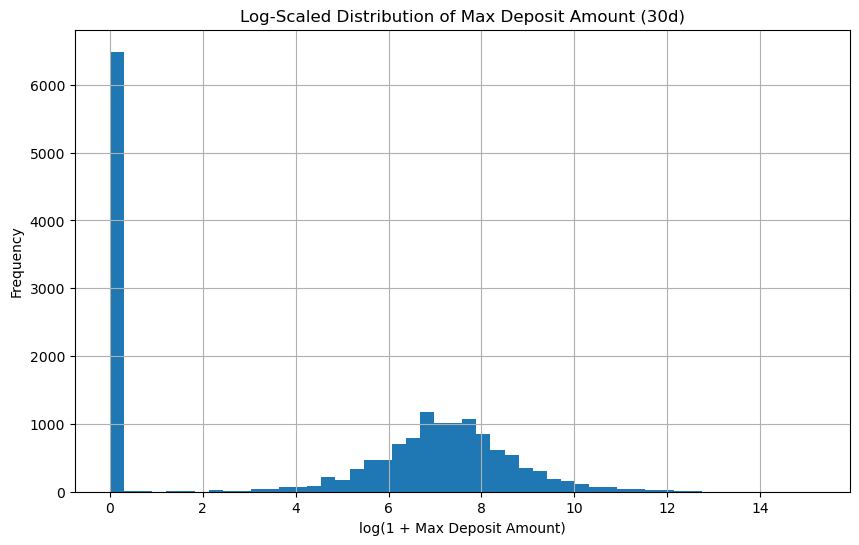 Log-Scaled Distribution of Max Deposit Amount (30d)
6000
5000
4000
3000
2000
1000
0
Frequency
0 2 4 6 8 10 12 14
log(1 + Max Deposit Amount)